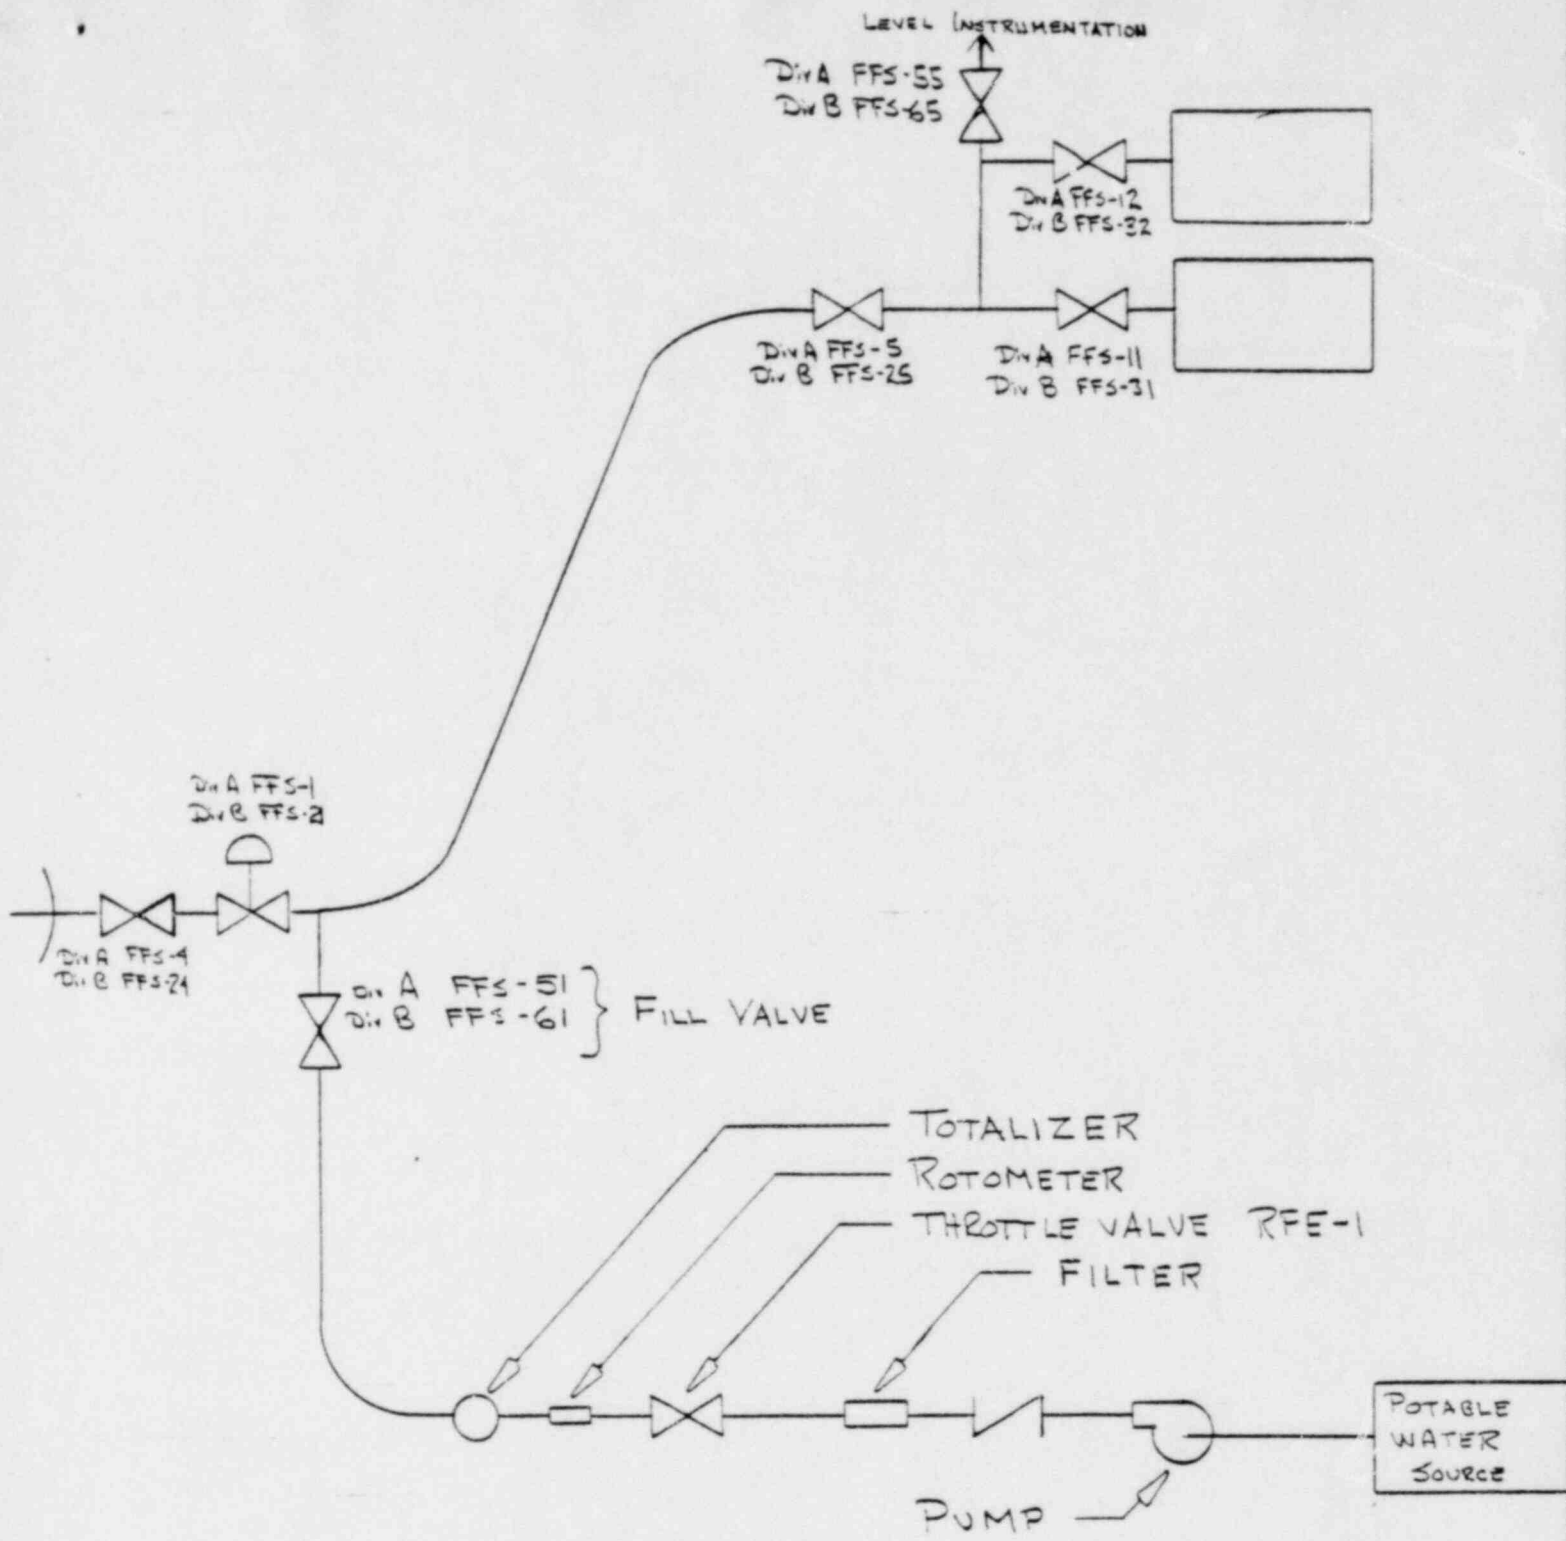 LEVEL INSTRUMENTATION
Div A FFS-55
Div B FFS-65
Div A FFS-12
Div B FFS-32
Div A FFS-5
Div B FFS-25
Div A FFS-11
Div B FFS-31
Div A FFS-1
Div B FFS-2
Div A FFS-4
Div B FFS-24
Div A FFS-51
Div B FFS-61
FILL VALVE
TOTALIZER
ROTOMETER
THROTTLE VALVE RFE-1
FILTER
POTABLE
WATER
SOURCE
PUMP